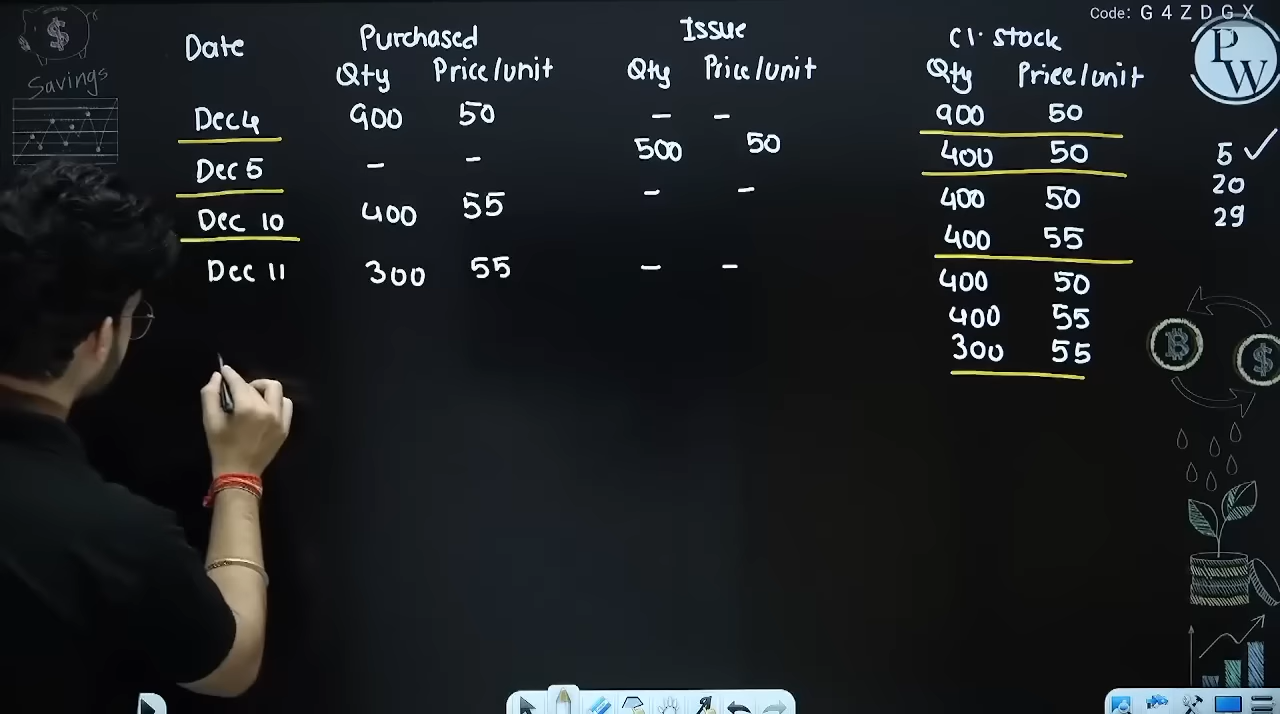 Code: G 4 Z D G X
Savings
PW
Date Purchased Issue Cl. Stock
Qty Price/unit Qty Price/unit Qty Price/unit
Dec 4 900 50 - - 900 50
Dec 5 - - 500 50 400 50
Dec 10 400 55 - - 400 50
400 55
Dec 11 300 55 - - 400 50
400 55
300 55
5 ✓
20
29